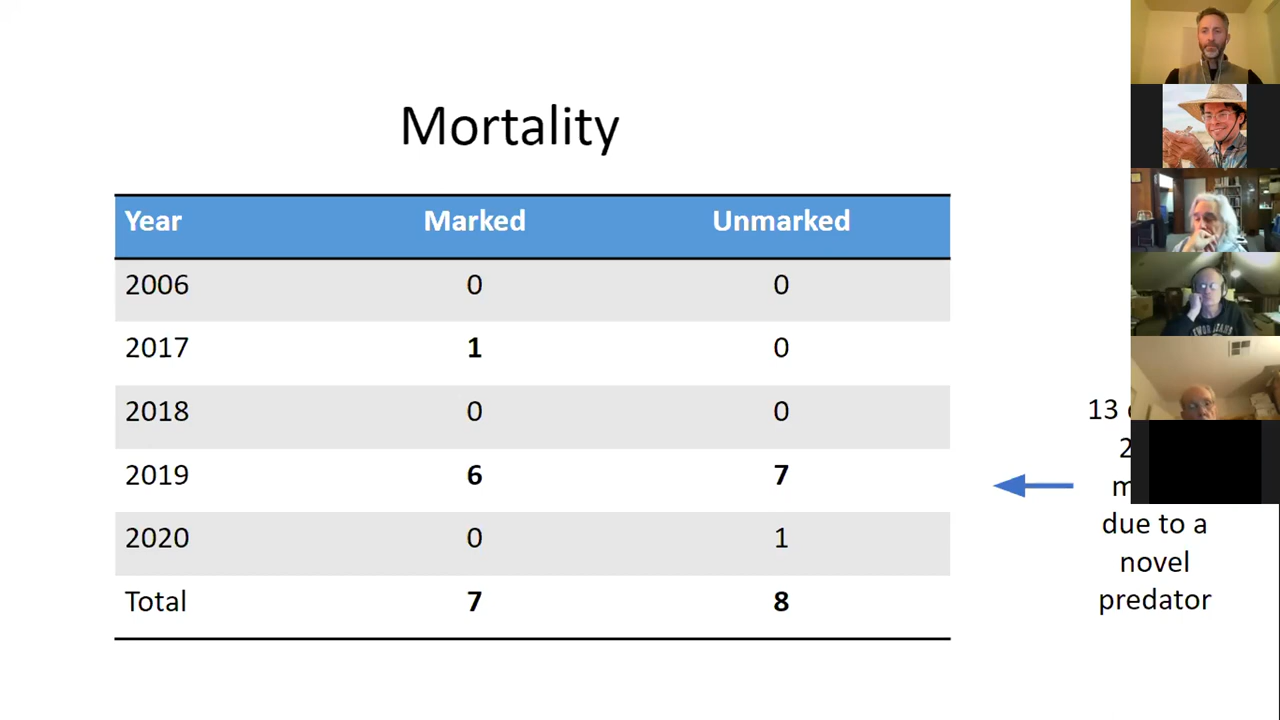 Mortality
Year Marked Unmarked
2006 0 0
2017 1 0
2018 0 0
2019 6 7
2020 0 1
Total 7 8
13
2
due to a
novel
predator